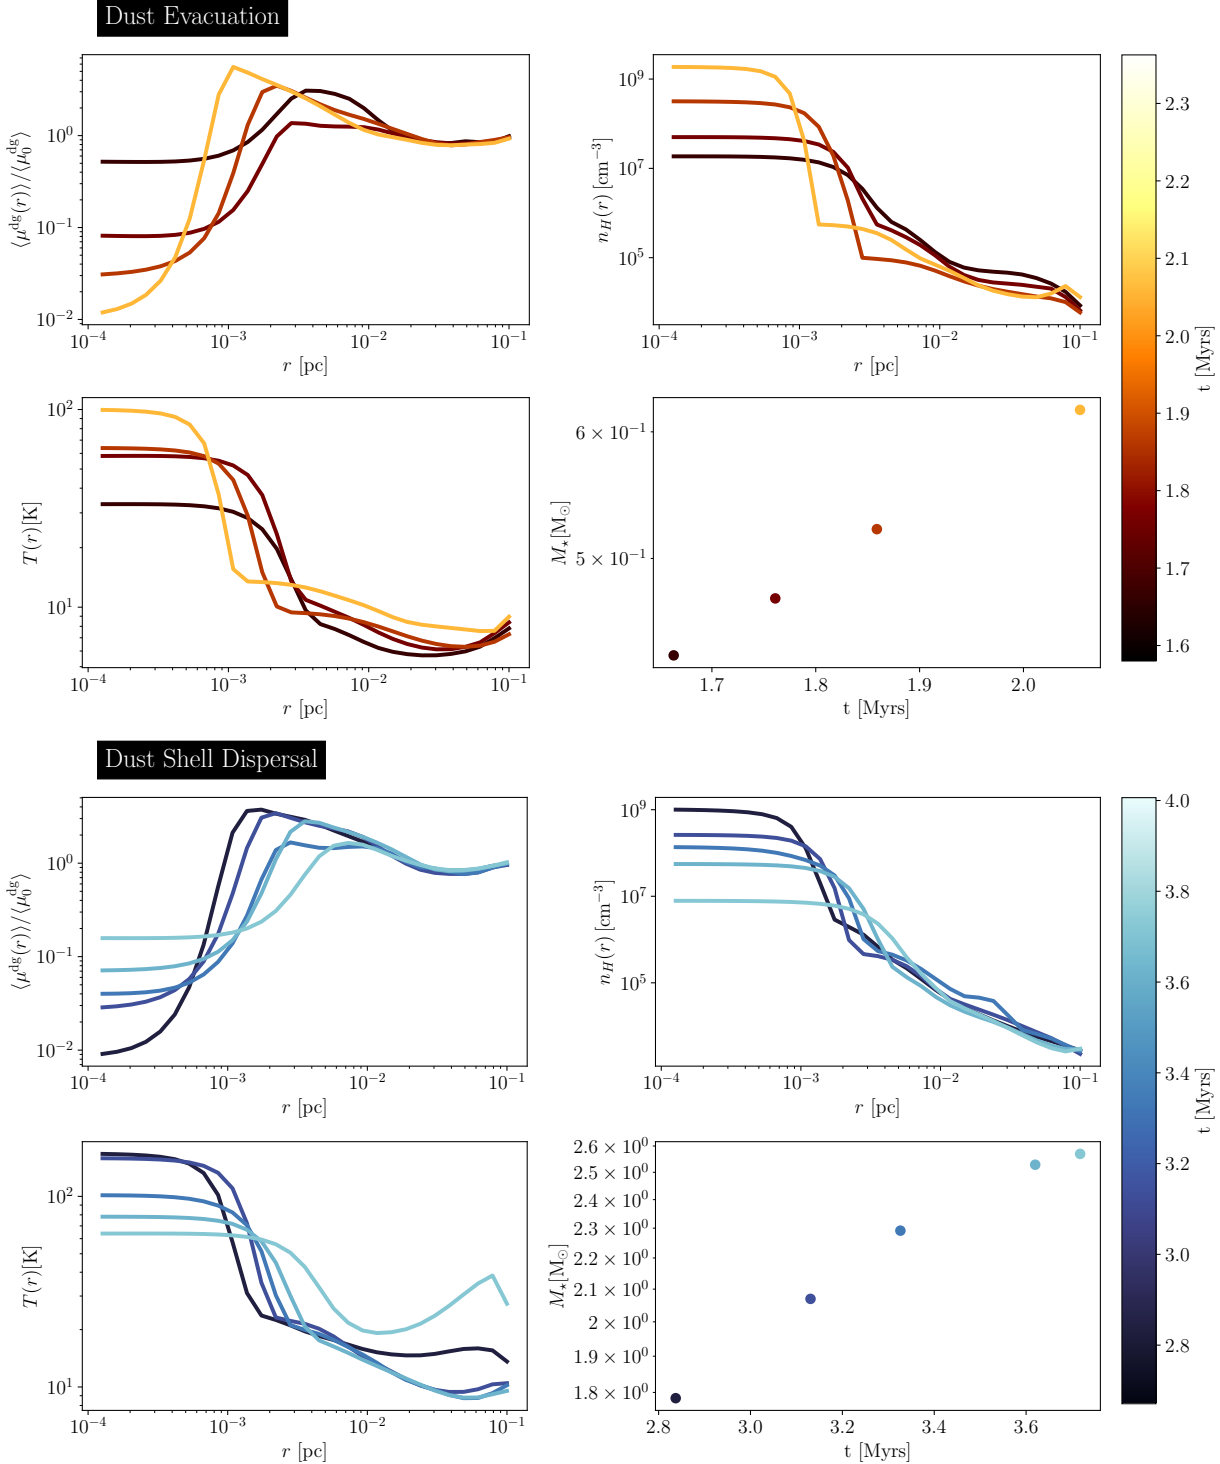 Dust Evacuation
⟨μ^dg(r)⟩/⟨μ_0^dg⟩
10^0
10^-1
10^-2
10^-4 10^-3 10^-2 10^-1
r [pc]
n_H(r) [cm^-3]
10^9
10^7
10^5
10^-4 10^-3 10^-2 10^-1
r [pc]
T(r)[K]
10^2
10^1
10^-4 10^-3 10^-2 10^-1
r [pc]
M_⋆[M_⊙]
6 × 10^-1
5 × 10^-1
1.7 1.8 1.9 2.0
t [Myrs]
2.3
2.2
2.1
2.0
1.9
1.8
1.7
1.6
t [Myrs]
Dust Shell Dispersal
⟨μ^dg(r)⟩/⟨μ_0^dg⟩
10^0
10^-1
10^-2
10^-4 10^-3 10^-2 10^-1
r [pc]
n_H(r) [cm^-3]
10^9
10^7
10^5
10^-4 10^-3 10^-2 10^-1
r [pc]
T(r)[K]
10^2
10^1
10^-4 10^-3 10^-2 10^-1
r [pc]
M_⋆[M_⊙]
2.6 × 10^0
2.5 × 10^0
2.4 × 10^0
2.3 × 10^0
2.2 × 10^0
2.1 × 10^0
2 × 10^0
1.9 × 10^0
1.8 × 10^0
2.8 3.0 3.2 3.4 3.6
t [Myrs]
4.0
3.8
3.6
3.4
3.2
3.0
2.8
t [Myrs]